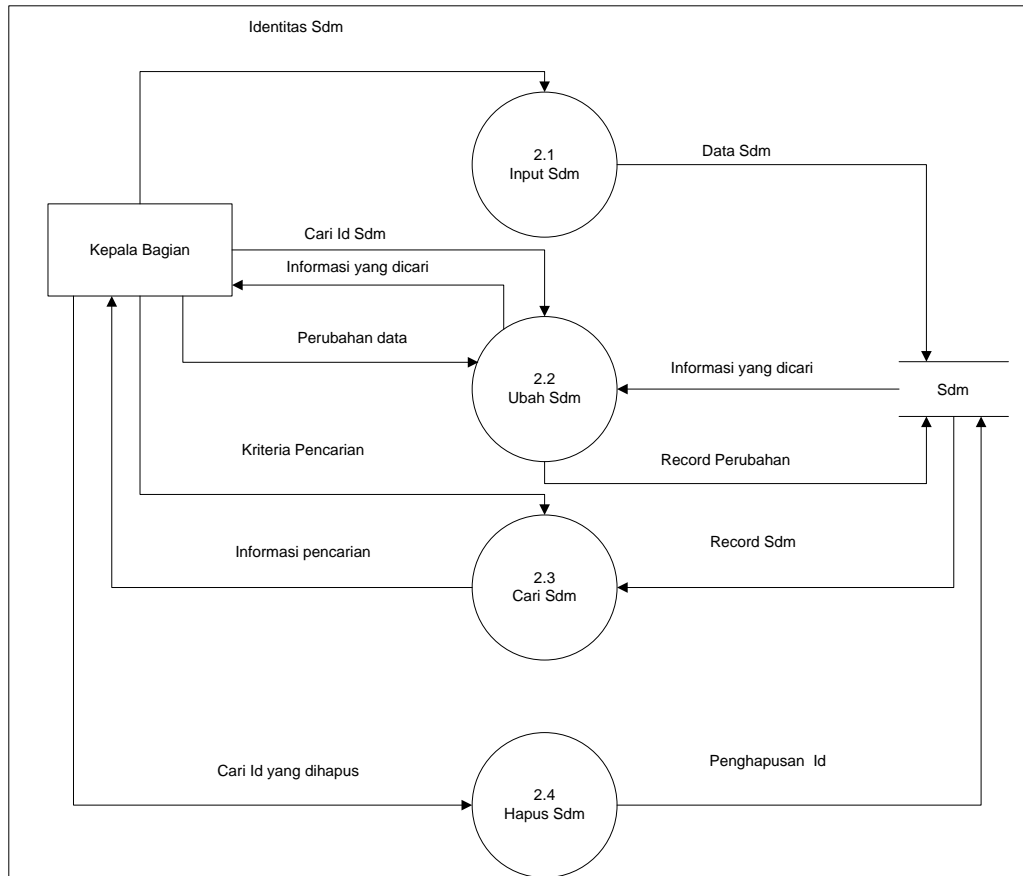 Identitas Sdm
2.1
Input Sdm
Data Sdm
Kepala Bagian
Cari Id Sdm
Informasi yang dicari
Perubahan data
2.2
Ubah Sdm
Informasi yang dicari
Sdm
Kriteria Pencarian
Record Perubahan
Informasi pencarian
2.3
Cari Sdm
Record Sdm
Cari Id yang dihapus
2.4
Hapus Sdm
Penghapusan  Id